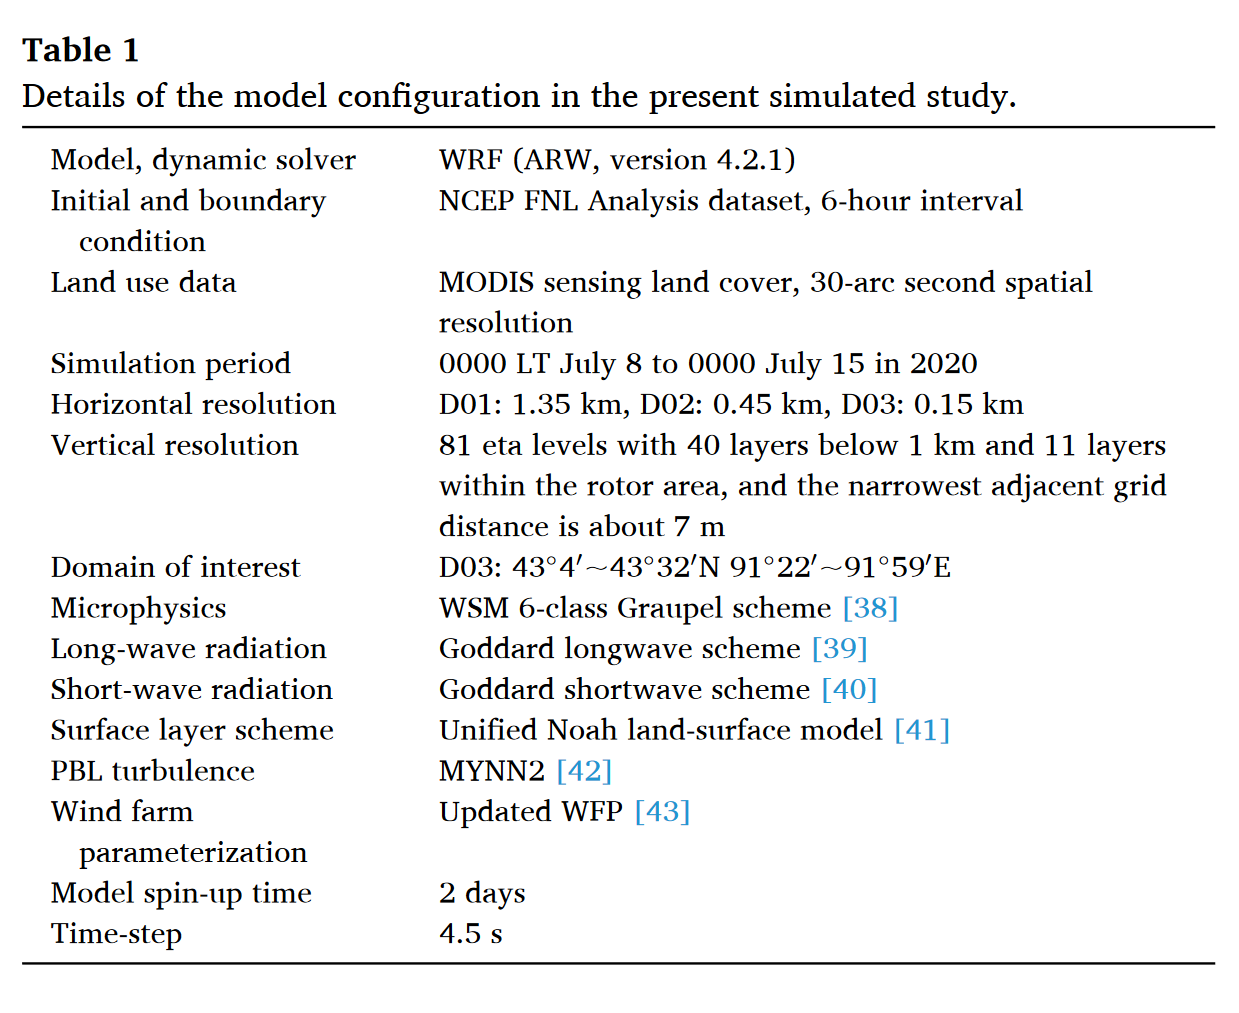 Table 1
Details of the model configuration in the present simulated study.
Model, dynamic solver WRF (ARW, version 4.2.1)
Initial and boundary NCEP FNL Analysis dataset, 6-hour interval
condition
Land use data MODIS sensing land cover, 30-arc second spatial
resolution
Simulation period 0000 LT July 8 to 0000 July 15 in 2020
Horizontal resolution D01: 1.35 km, D02: 0.45 km, D03: 0.15 km
Vertical resolution 81 eta levels with 40 layers below 1 km and 11 layers
within the rotor area, and the narrowest adjacent grid
distance is about 7 m
Domain of interest D03: 43°4′~43°32′N 91°22′~91°59′E
Microphysics WSM 6-class Graupel scheme [38]
Long-wave radiation Goddard longwave scheme [39]
Short-wave radiation Goddard shortwave scheme [40]
Surface layer scheme Unified Noah land-surface model [41]
PBL turbulence MYNN2 [42]
Wind farm Updated WFP [43]
parameterization
Model spin-up time 2 days
Time-step 4.5 s